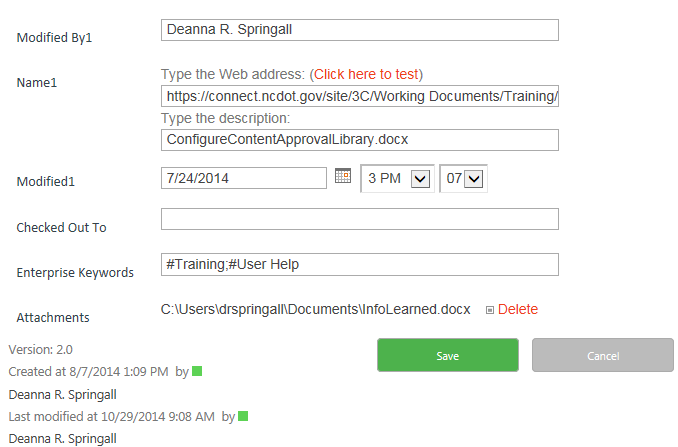 Modified By1 Deanna R. Springall
Type the Web address: (Click here to test)
Name1 https://connect.ncdot.gov/site/3C/Working Documents/Training/
Type the description:
ConfigureContentApprovalLibrary.docx
Modified1 7/24/2014 3 PM 07
Checked Out To
Enterprise Keywords #Training;#User Help
Attachments C:\Users\drspringall\Documents\InfoLearned.docx Delete
Version: 2.0 Save Cancel
Created at 8/7/2014 1:09 PM by
Deanna R. Springall
Last modified at 10/29/2014 9:08 AM by
Deanna R. Springall